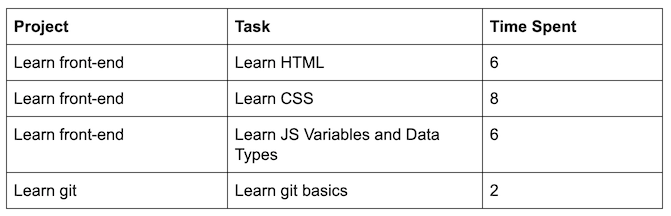 Project Task Time Spent
Learn front-end Learn HTML 6
Learn front-end Learn CSS 8
Learn front-end Learn JS Variables and Data 6
Types
Learn git Learn git basics 2